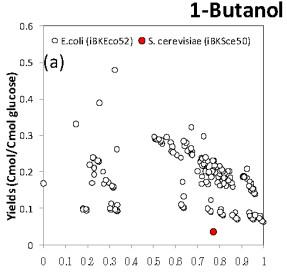 1-Butanol
E.coli (iBKEco52) S. cerevisiae (iBKSce50)
(a)
Yields (Cmol/Cmol glucose)
0.6
0.5
0.4
0.3
0.2
0.1
0
0 0.1 0.2 0.3 0.4 0.5 0.6 0.7 0.8 0.9 1